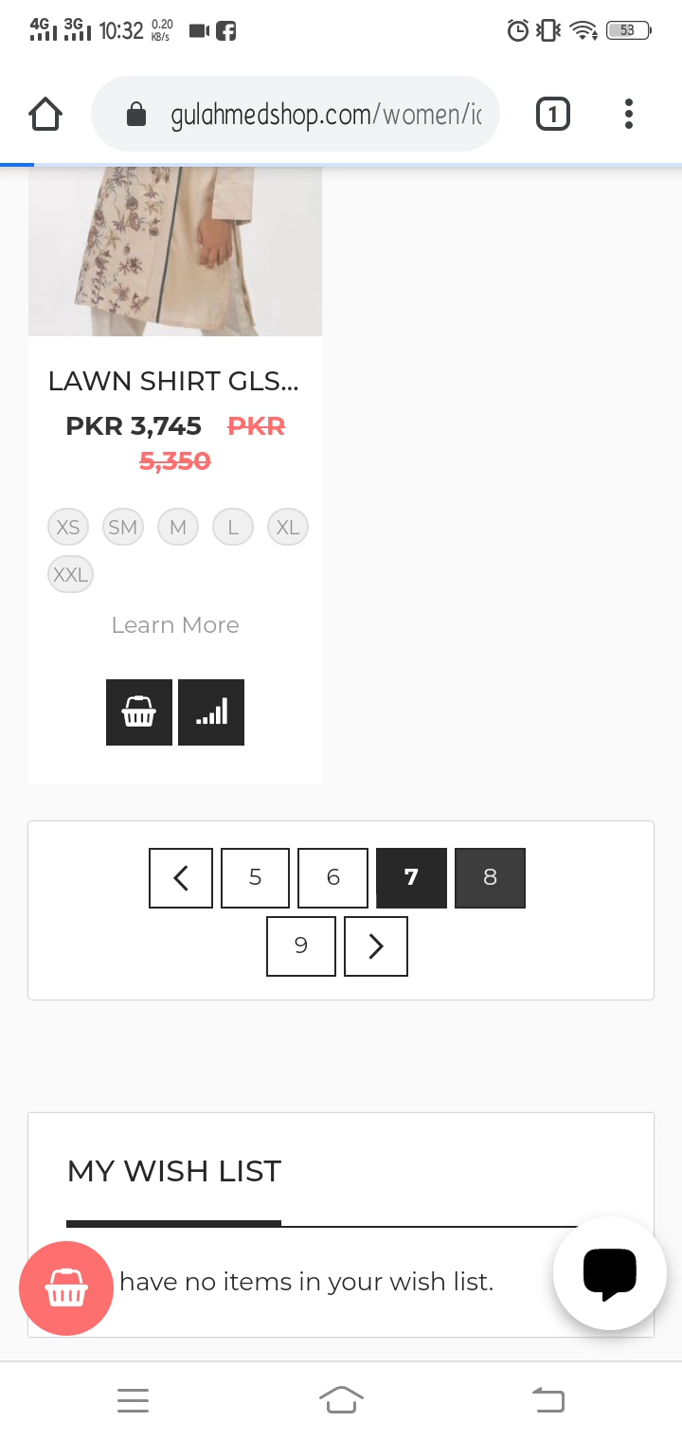 4G 3G 10:32 0.20 KB/s 53
gulahmedshop.com/women/ic 1
LAWN SHIRT GLS...
PKR 3,745 PKR
5,350
XS SM M L XL
XXL
Learn More
5 6 7 8
9
MY WISH LIST
have no items in your wish list.